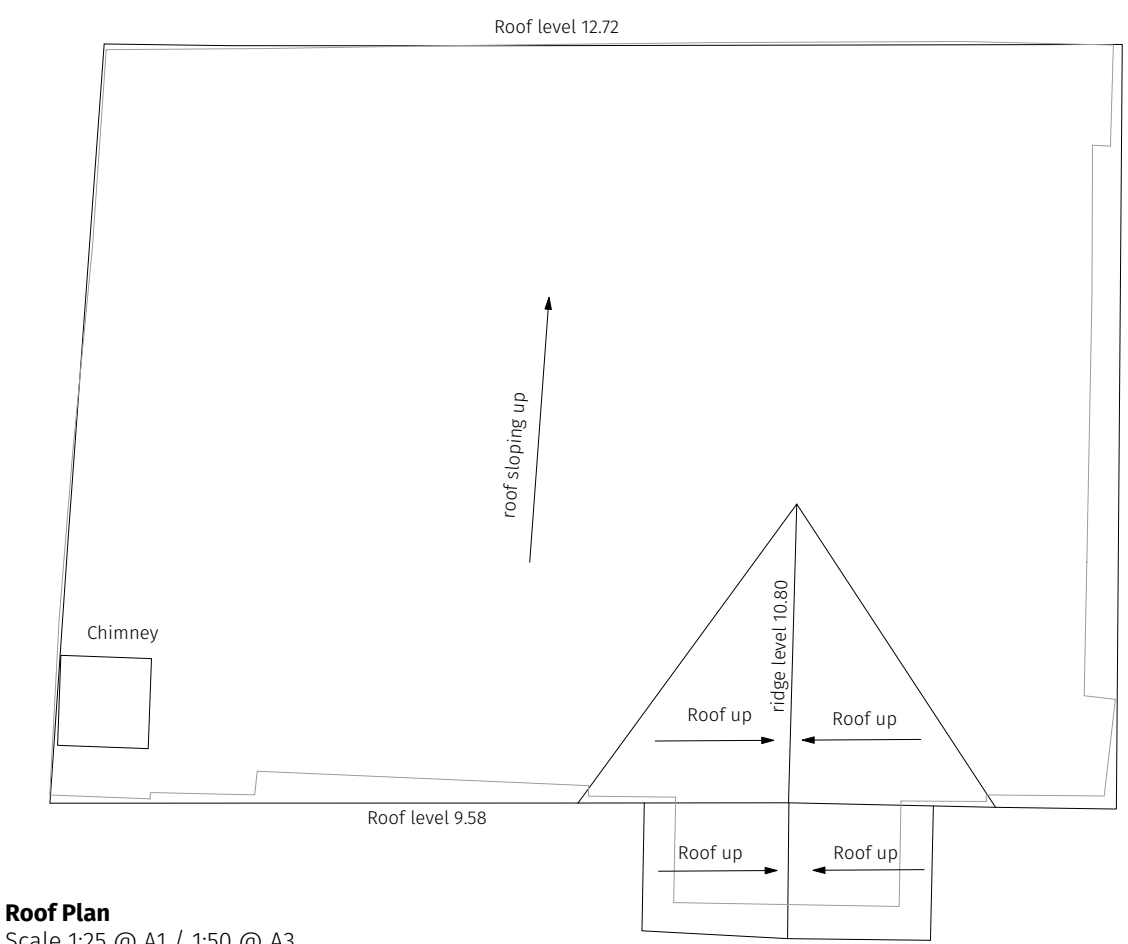 Roof level 12.72
roof sloping up
Chimney
ridge level 10.80
Roof up
Roof up
Roof level 9.58
Roof up
Roof up
Roof Plan
Scale 1:25 @ A1 / 1:50 @ A3